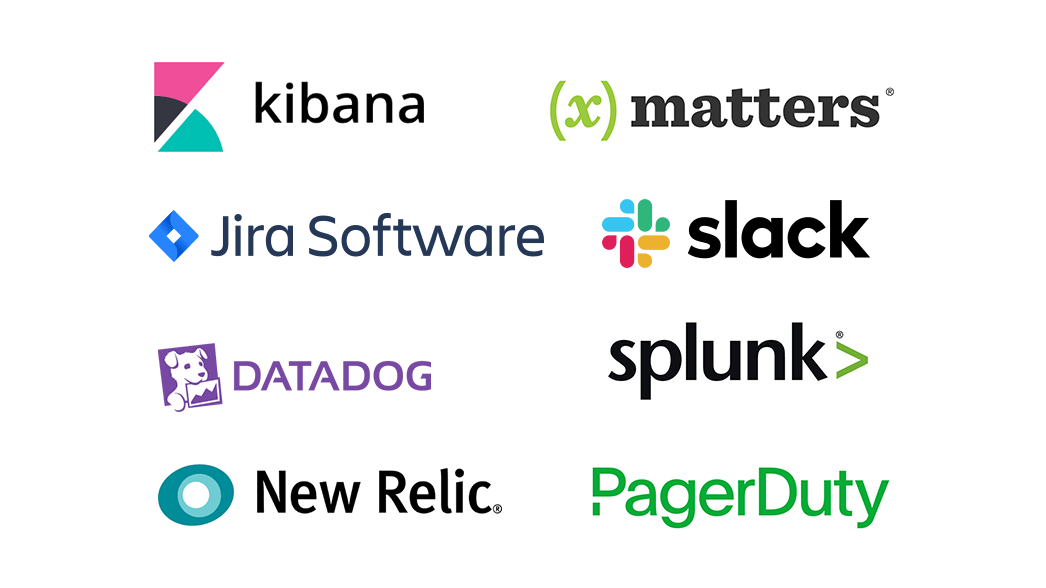 kibana
(x) matters®
Jira Software
slack
DATADOG
splunk>®
New Relic®
PagerDuty